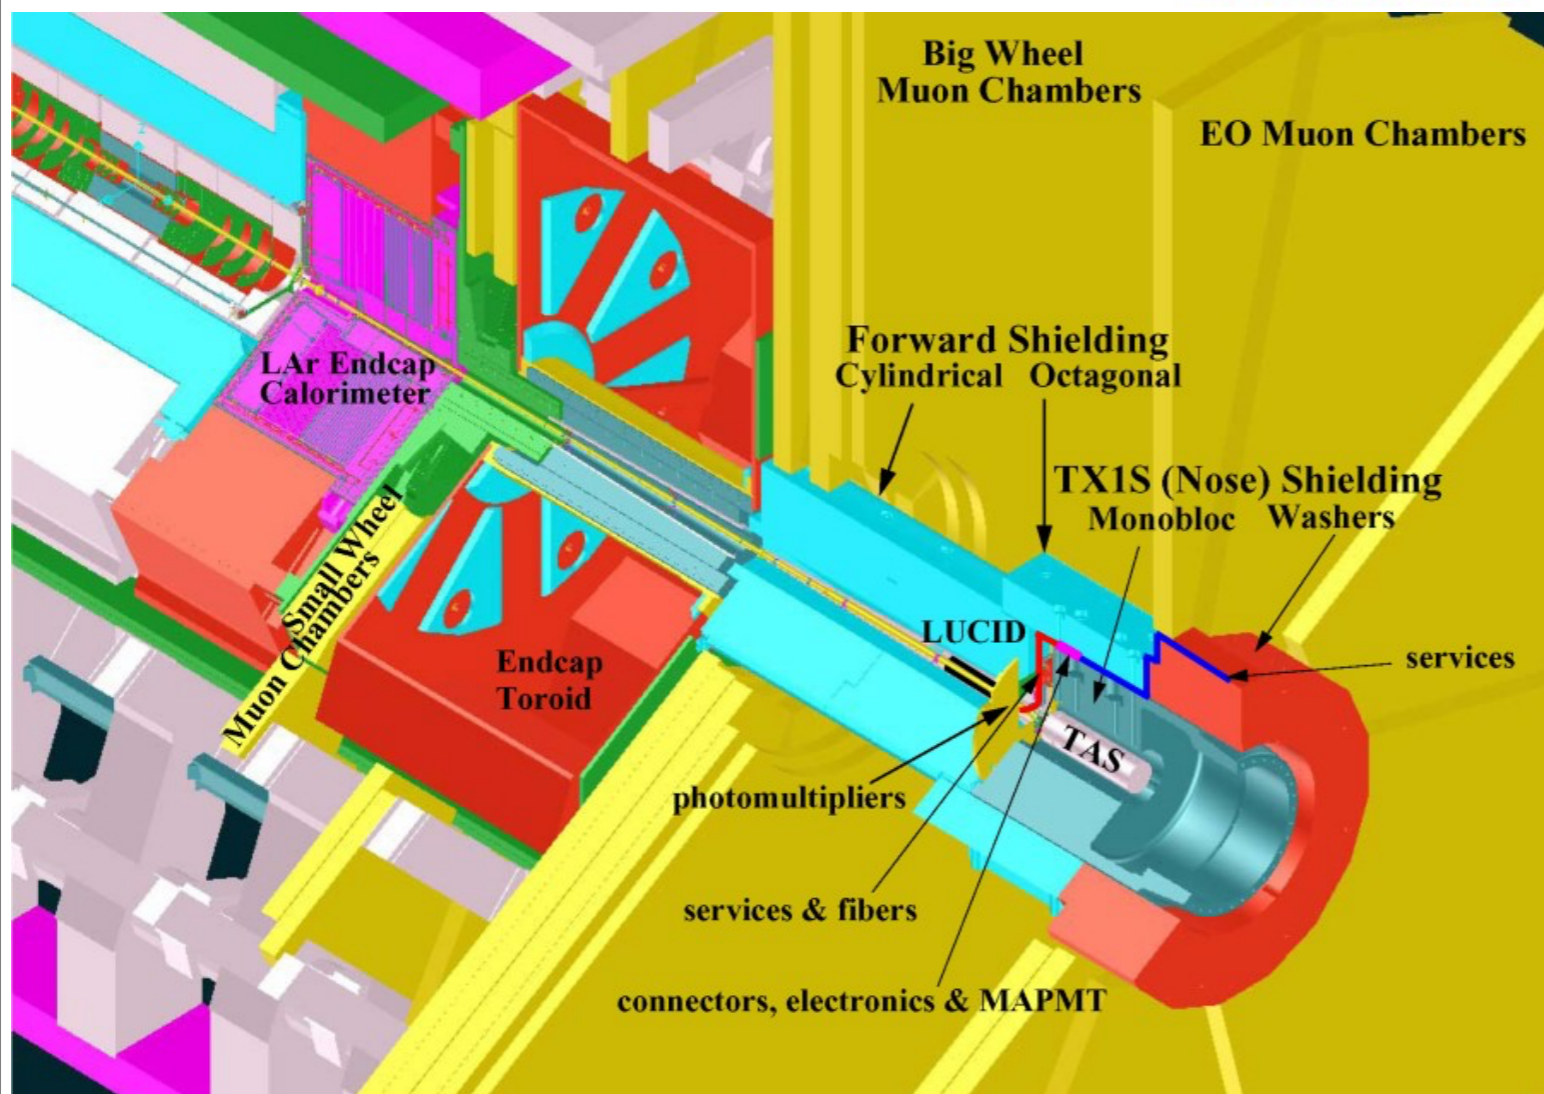 Big Wheel
Muon Chambers
EO Muon Chambers
Forward Shielding
Cylindrical Octagonal
LAr Endcap
Calorimeter
TX1S (Nose) Shielding
Monobloc Washers
Small Wheel
Muon Chambers
LUCID
services
Endcap
Toroid
TAS
photomultipliers
services & fibers
connectors, electronics & MAPMT